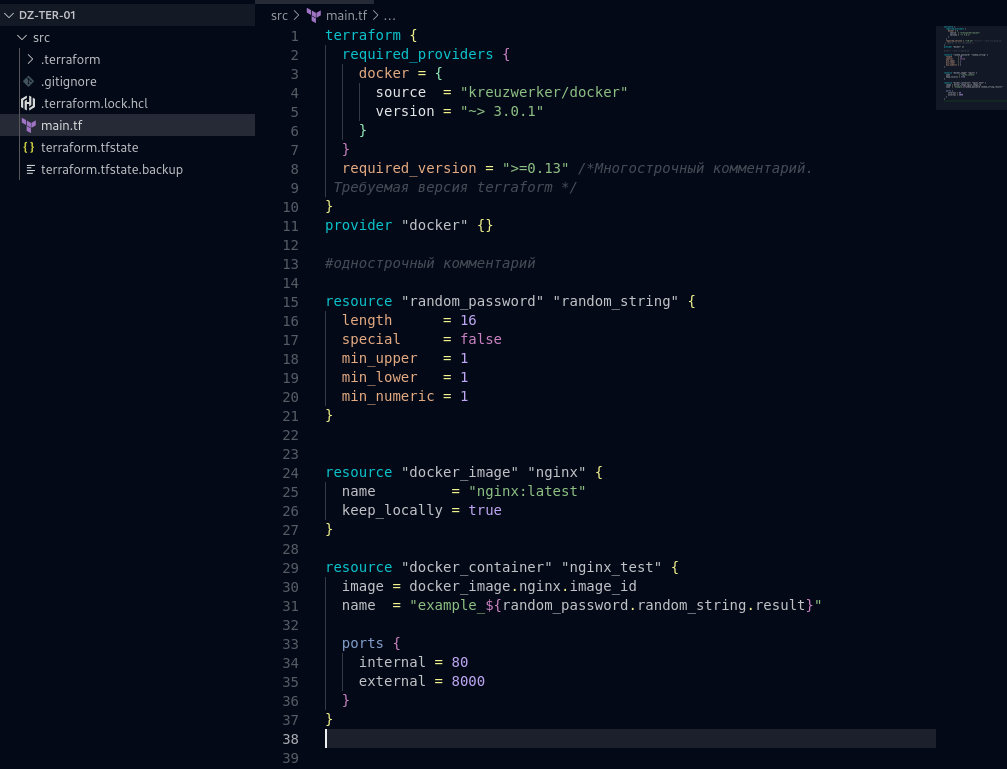 DZ-TER-01
src
.terraform
.gitignore
.terraform.lock.hcl
main.tf
terraform.tfstate
terraform.tfstate.backup
src > main.tf > ...
1 terraform {
2   required_providers {
3     docker = {
4       source  = "kreuzwerker/docker"
5       version = "~> 3.0.1"
6     }
7   }
8   required_version = ">=0.13" /*Многострочный комментарий.
9  Требуемая версия terraform */
10 }
11 provider "docker" {}
12
13 #однострочный комментарий
14
15 resource "random_password" "random_string" {
16   length      = 16
17   special     = false
18   min_upper   = 1
19   min_lower   = 1
20   min_numeric = 1
21 }
22
23
24 resource "docker_image" "nginx" {
25   name         = "nginx:latest"
26   keep_locally = true
27 }
28
29 resource "docker_container" "nginx_test" {
30   image = docker_image.nginx.image_id
31   name  = "example_${random_password.random_string.result}"
32
33   ports {
34     internal = 80
35     external = 8000
36   }
37 }
38
39